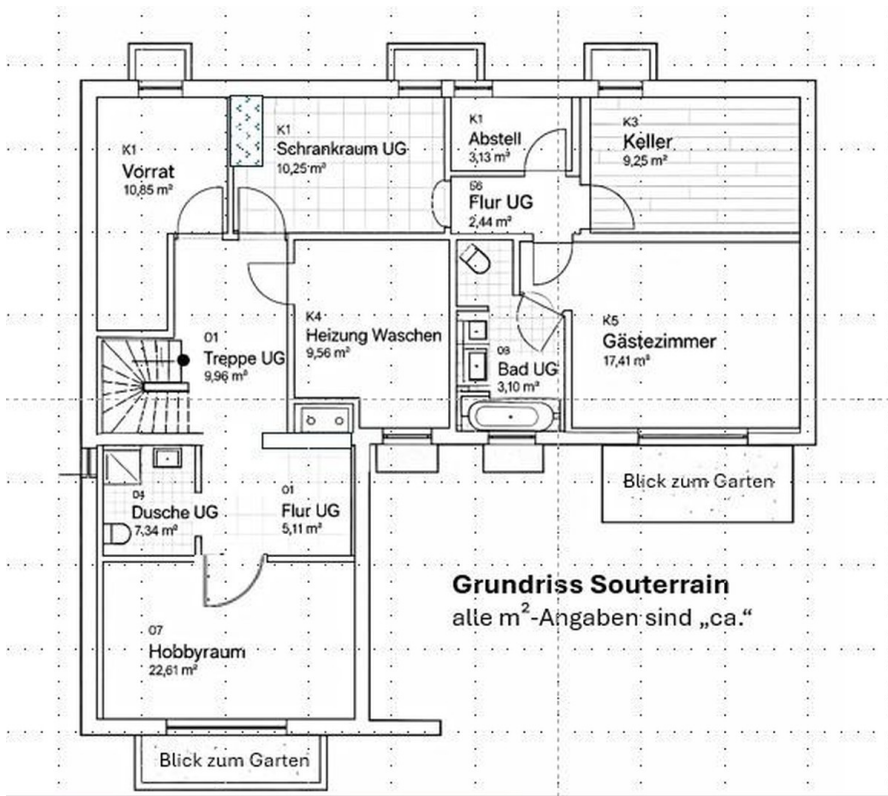 K1
Vorrat
10,85 m²
K1
Schrankraum UG
10,25 m²
K1
Abstell
3,13 m³
K3
Keller
9,25 m²
Flur UG
2,44 m²
01
Treppe UG
9,96 m²
K4
Heizung Waschen
9,56 m²
Bad UG
3,10 m²
K5
Gästezimmer
17,41 m²
04
Dusche UG
7,34 m²
01
Flur UG
5,11 m²
Blick zum Garten
Grundriss Souterrain
alle m²-Angaben sind „ca.“
07
Hobbyraum
22,61 m²
Blick zum Garten